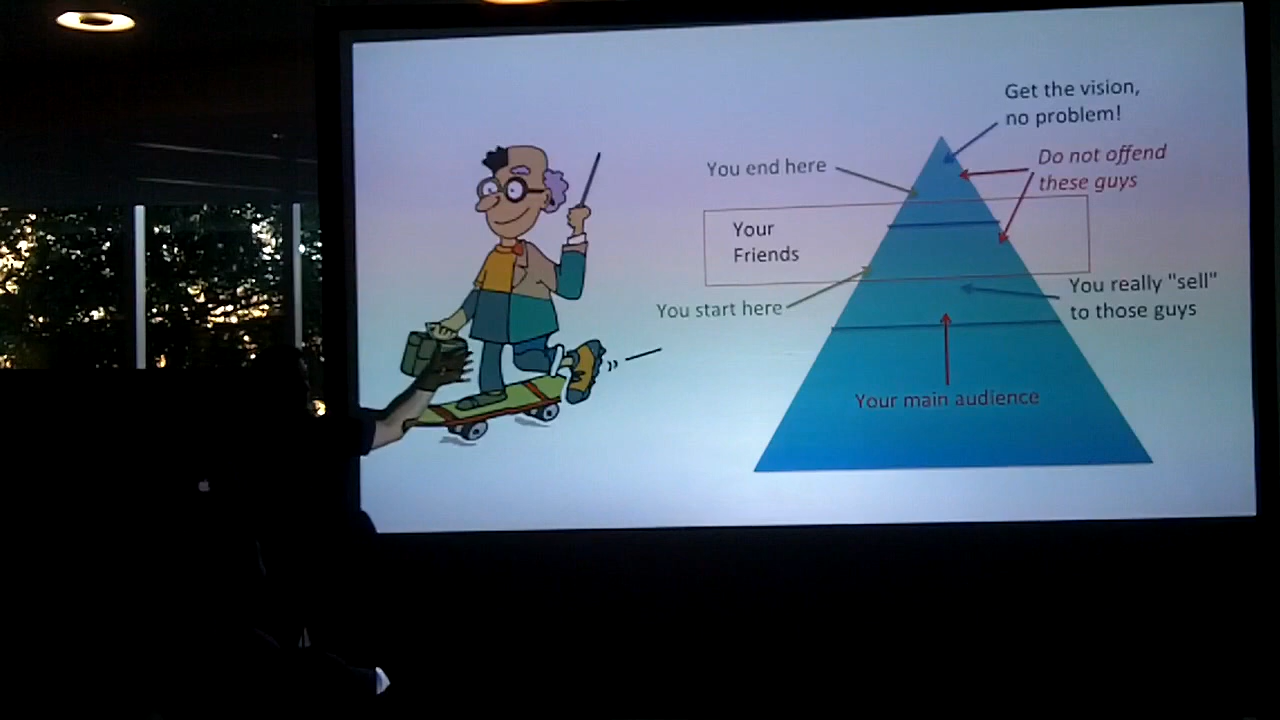 Get the vision,
no problem!
Do not offend
these guys
You end here
Your
Friends
You start here
You really "sell"
to those guys
Your main audience